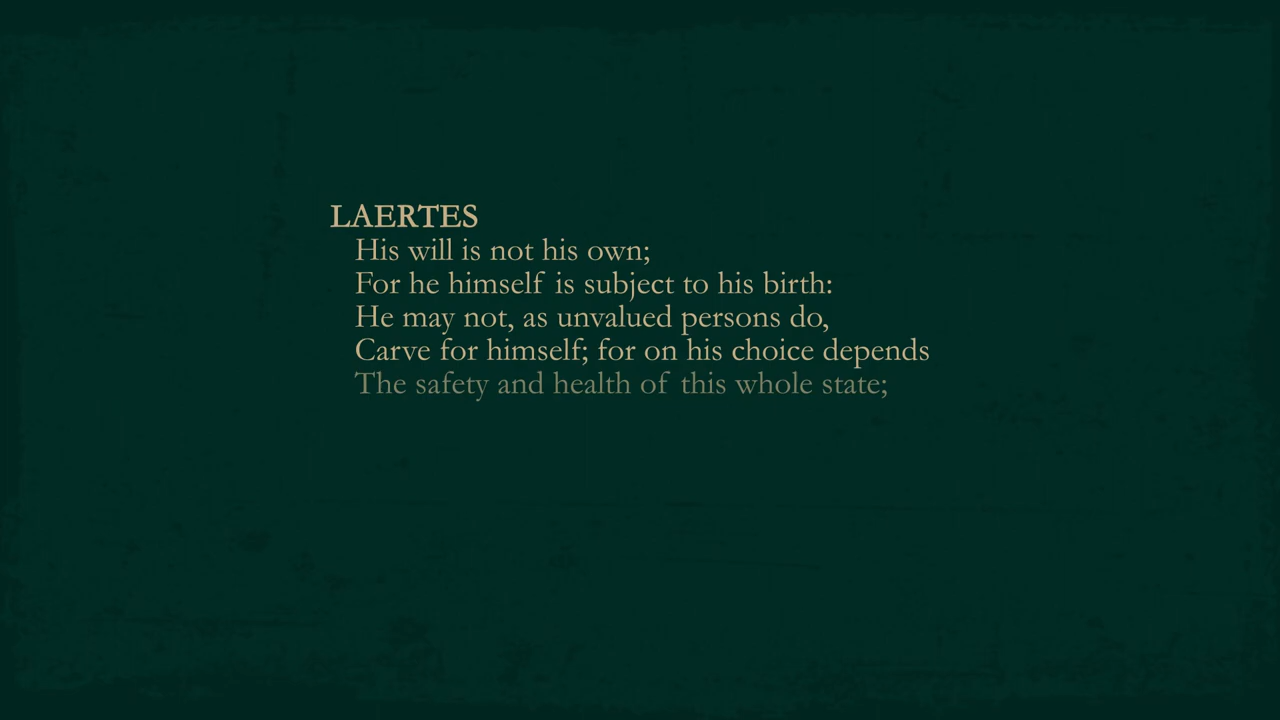 LAERTES
His will is not his own;
For he himself is subject to his birth:
He may not, as unvalued persons do,
Carve for himself; for on his choice depends
The safety and health of this whole state;